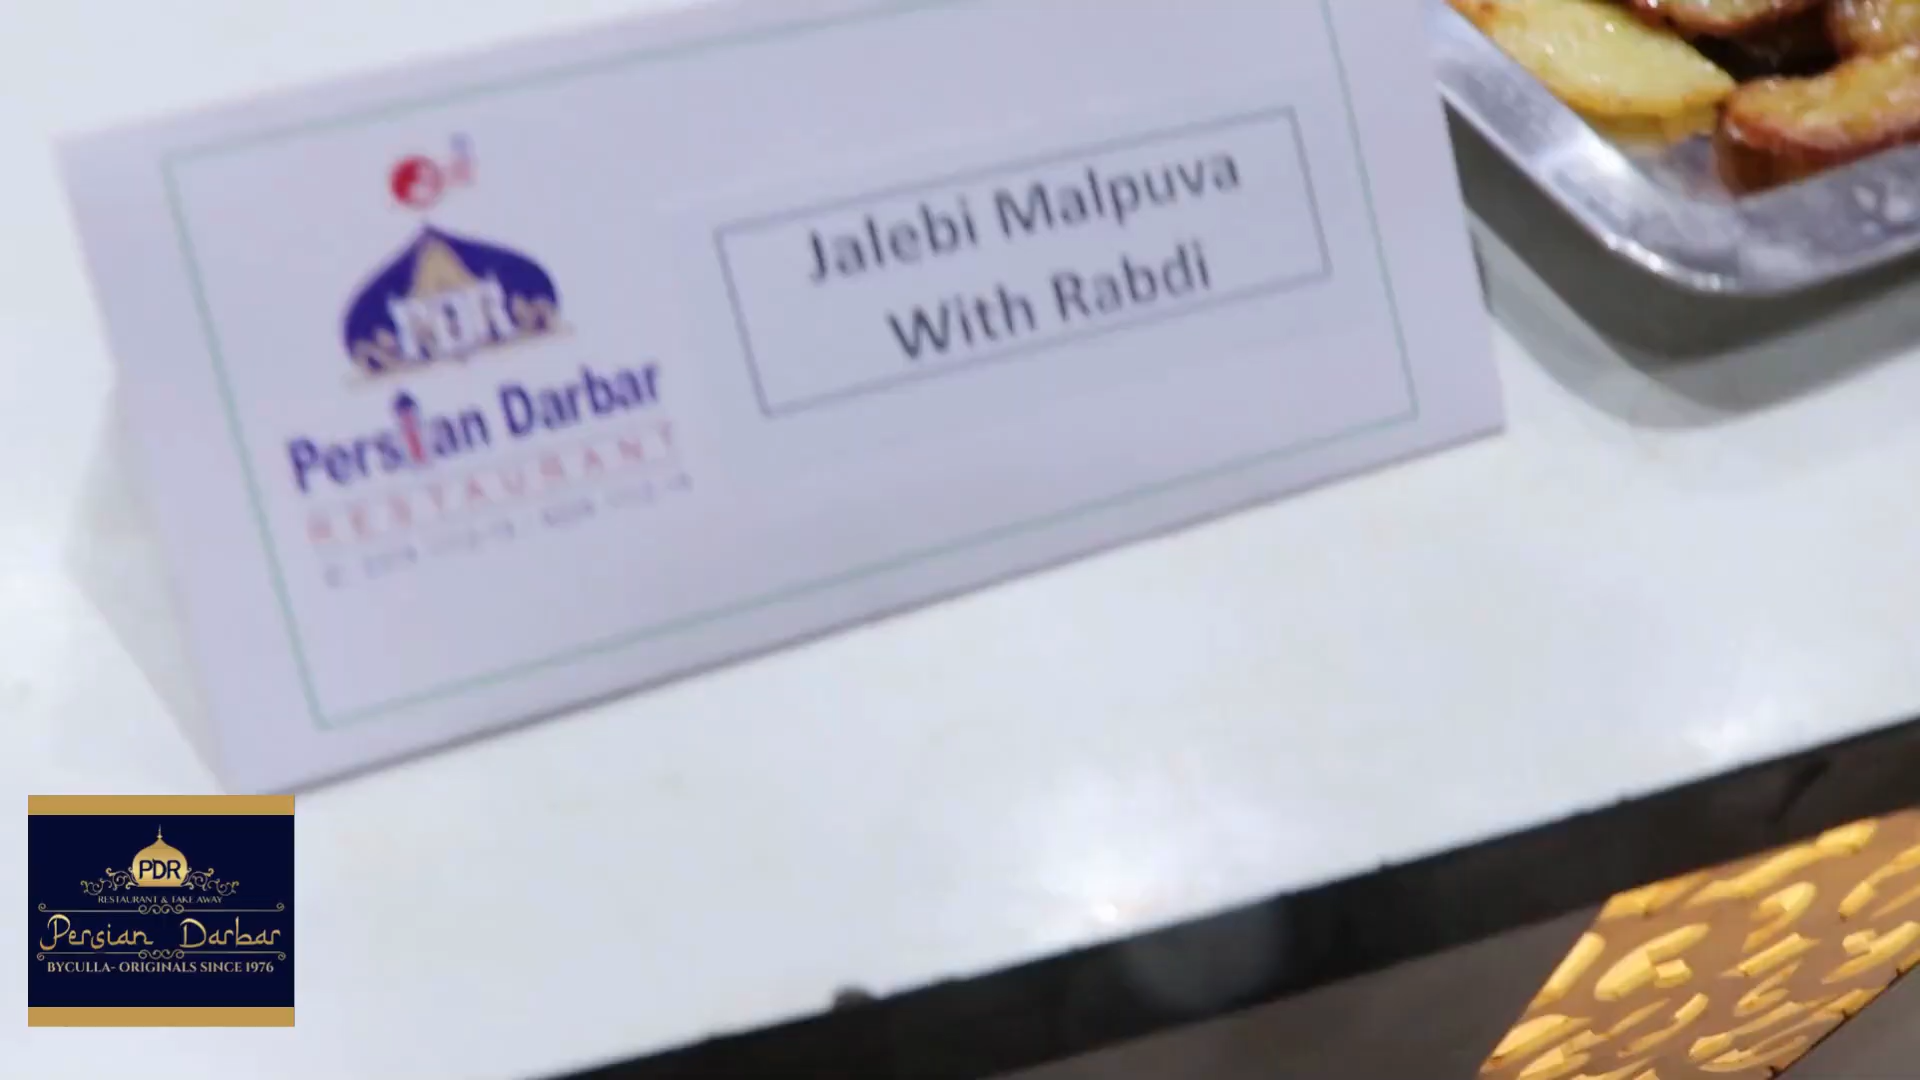 PDR
Persian Darbar
RESTAURANT
Jalebi Malpuva
With Rabdi
PDR
RESTAURANT & TAKE AWAY
Persian Darbar
BYCULLA- ORIGINALS SINCE 1976